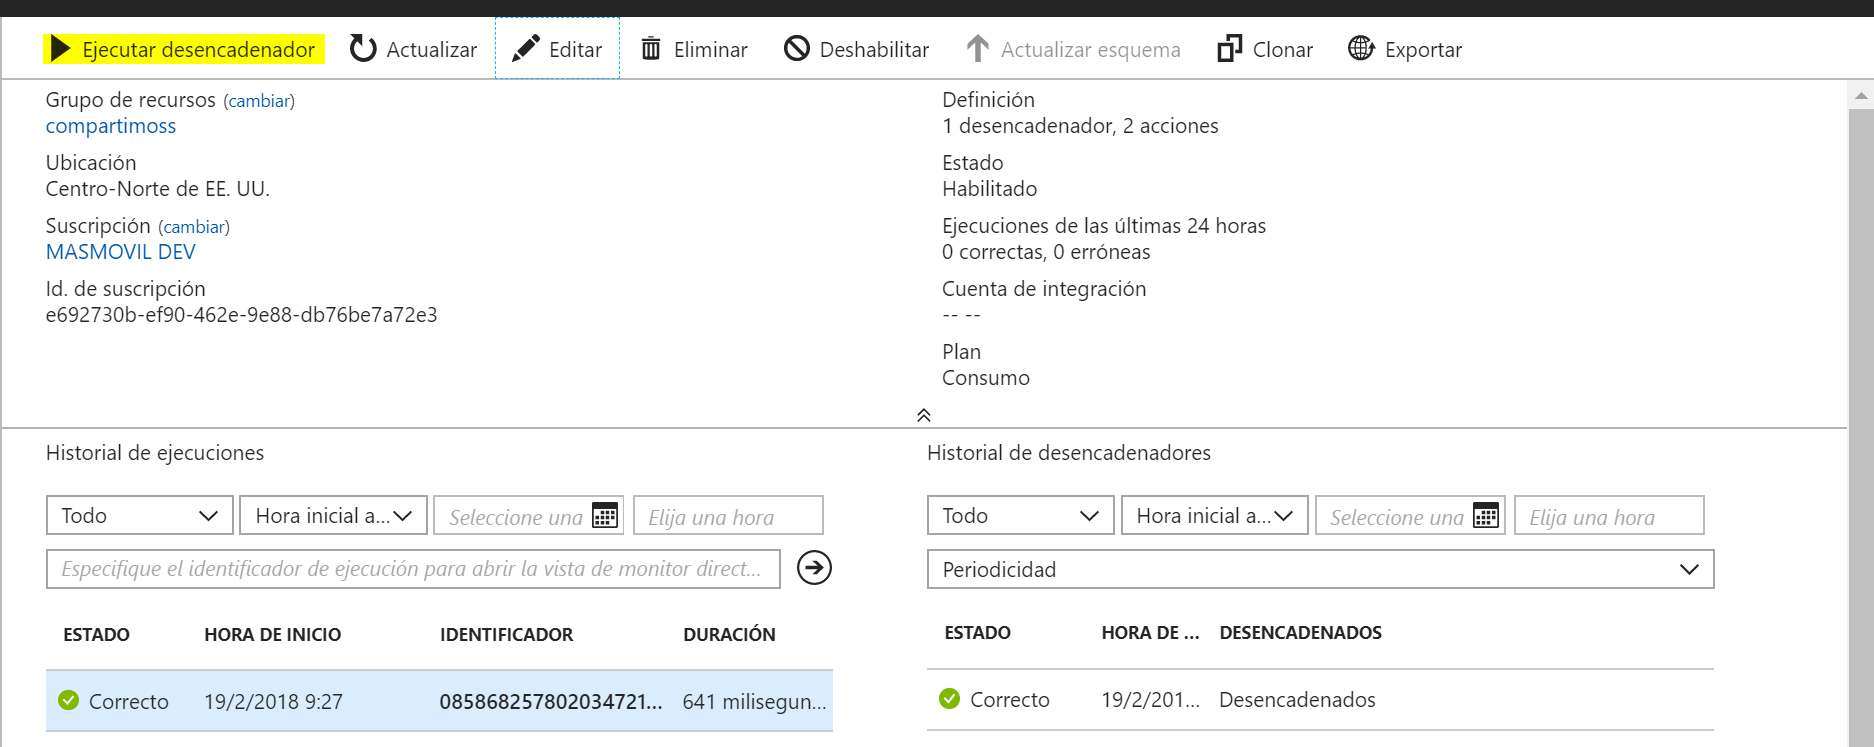 Ejecutar desencadenador Actualizar Editar Eliminar Deshabilitar Actualizar esquema Clonar Exportar
Grupo de recursos (cambiar)
compartimoss
Ubicación
Centro-Norte de EE. UU.
Suscripción (cambiar)
MASMOVIL DEV
Id. de suscripción
e692730b-ef90-462e-9e88-db76be7a72e3
Definición
1 desencadenador, 2 acciones
Estado
Habilitado
Ejecuciones de las últimas 24 horas
0 correctas, 0 erróneas
Cuenta de integración
-- --
Plan
Consumo
Historial de ejecuciones
Todo Hora inicial a... Seleccione una Elija una hora
Especifique el identificador de ejecución para abrir la vista de monitor direct...
ESTADO HORA DE INICIO IDENTIFICADOR DURACIÓN
Correcto 19/2/2018 9:27 085868257802034721... 641 milisegun...
Historial de desencadenadores
Todo Hora inicial a... Seleccione una Elija una hora
Periodicidad
ESTADO HORA DE ... DESENCADENADOS
Correcto 19/2/201... Desencadenados